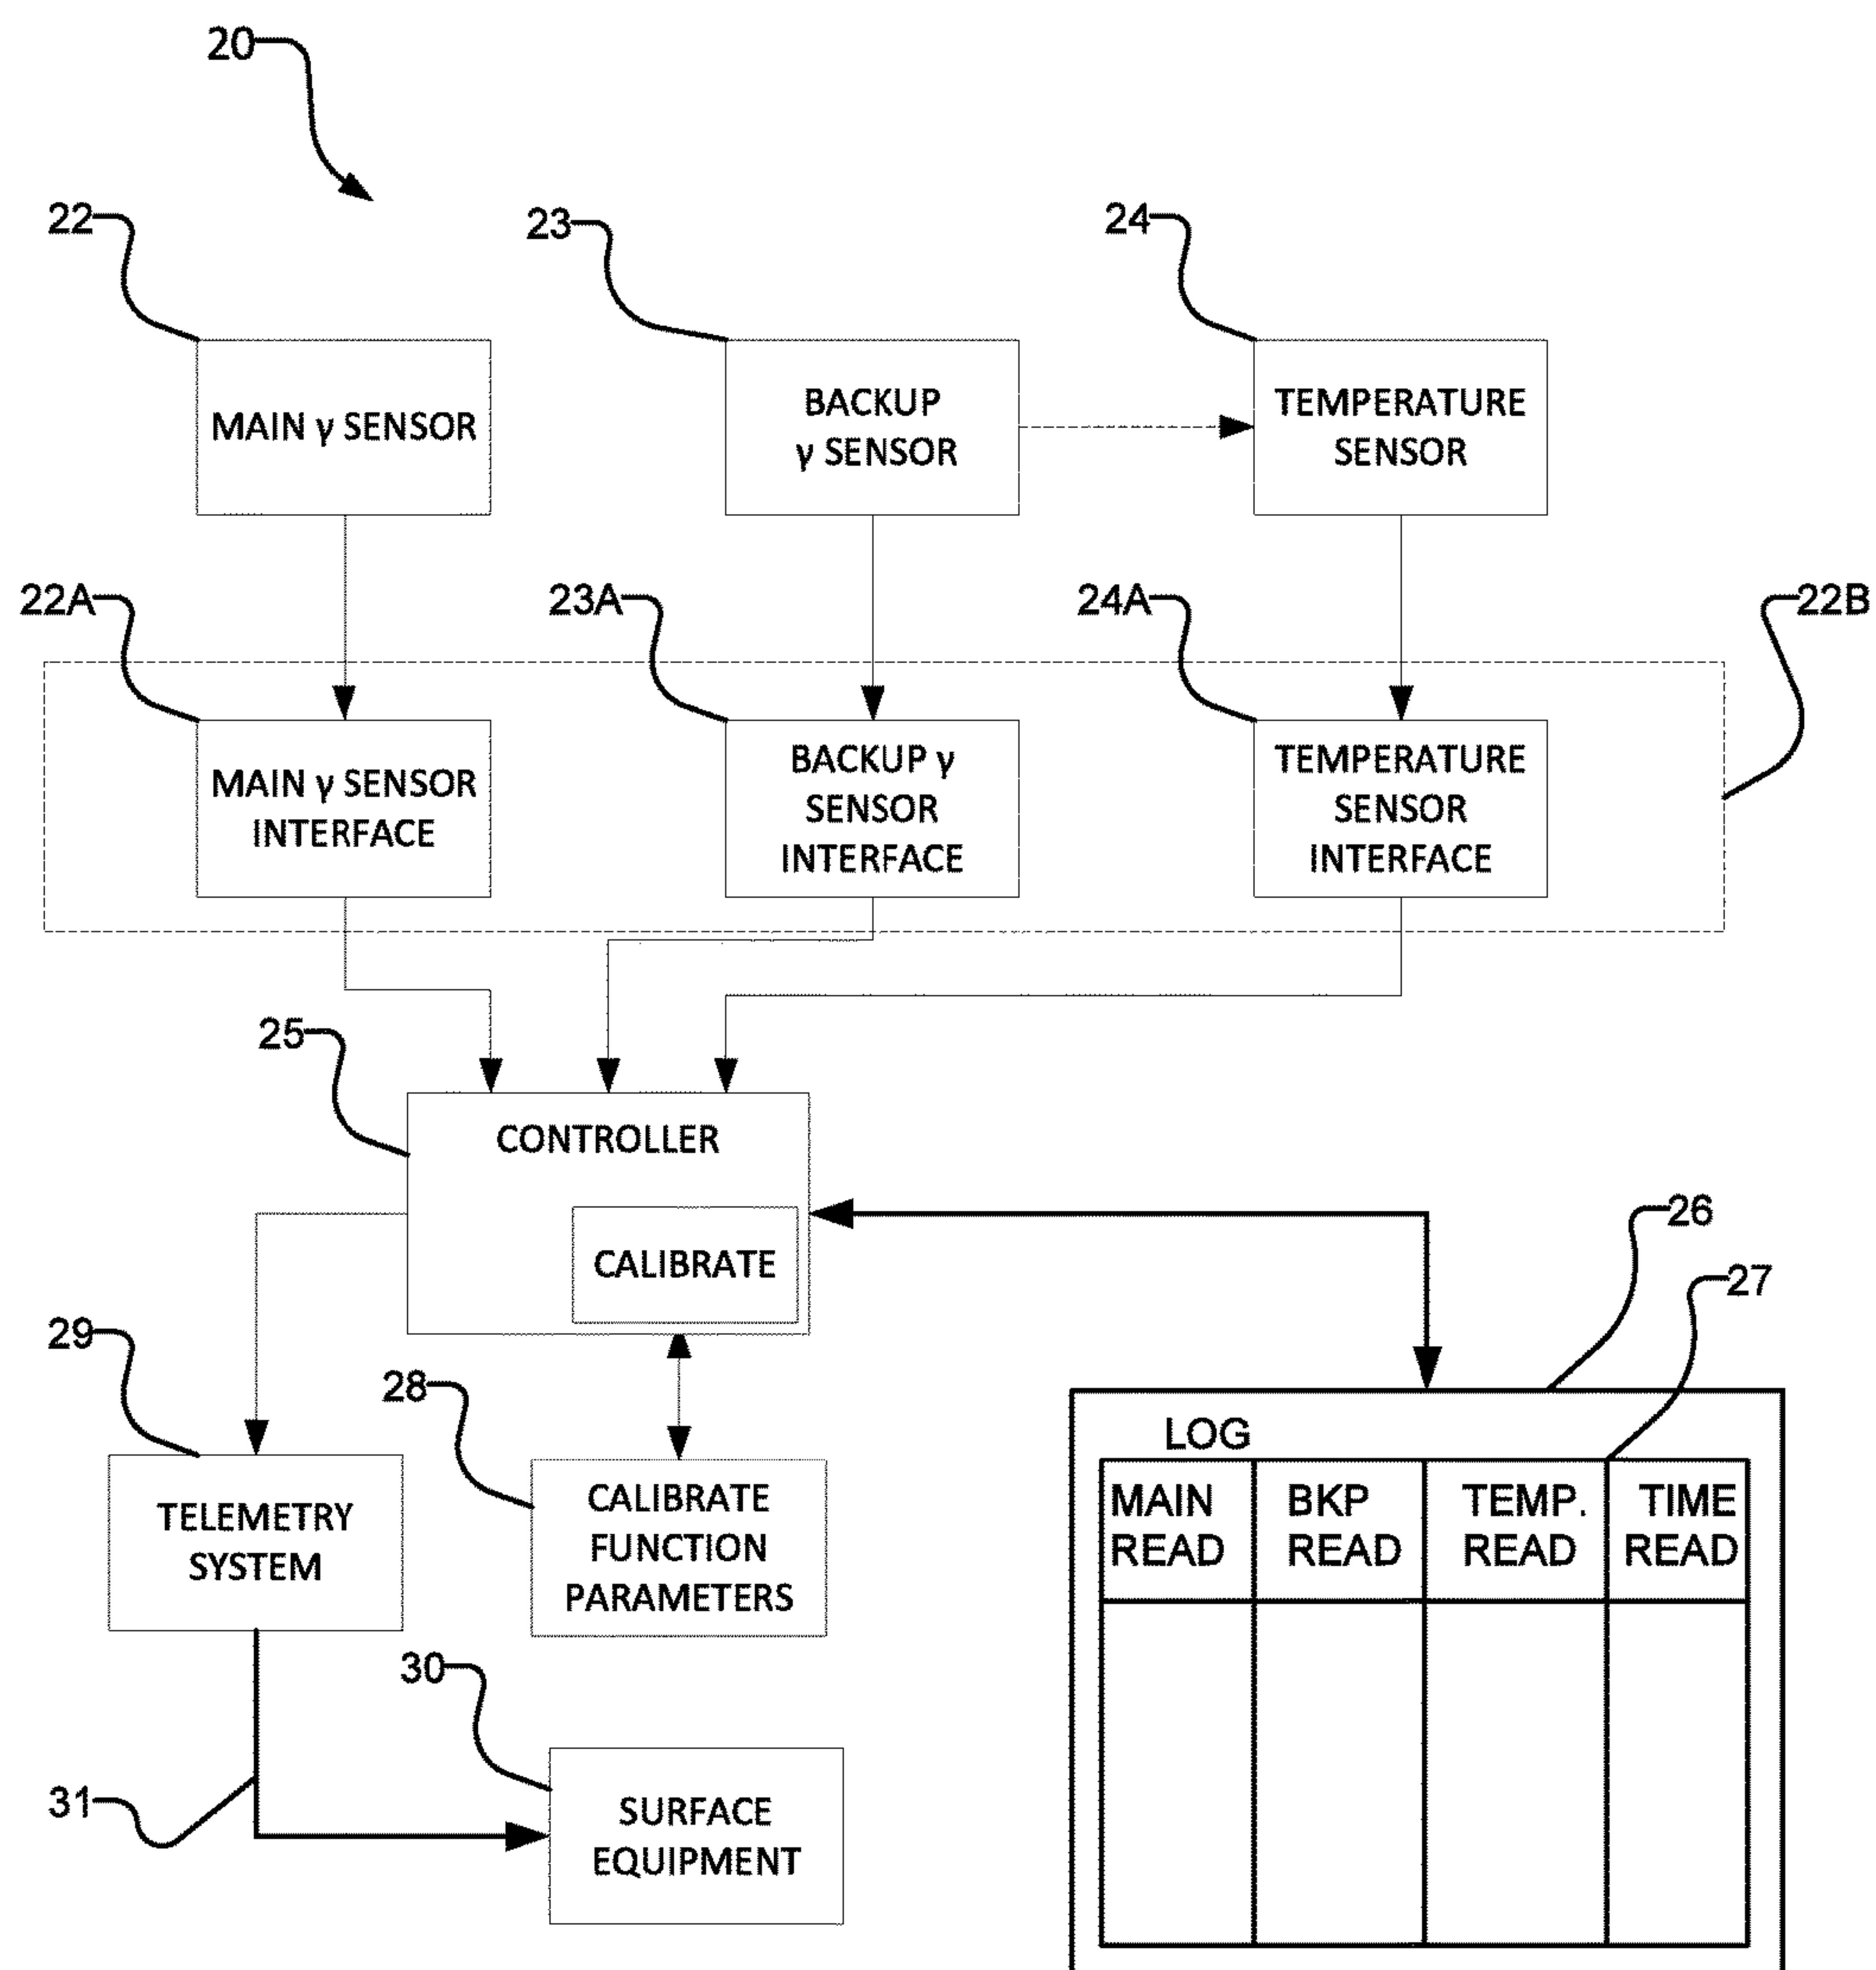 20
22
23
24
MAIN γ SENSOR
BACKUP
γ SENSOR
TEMPERATURE
SENSOR
22A
23A
24A
22B
MAIN γ SENSOR
INTERFACE
BACKUP γ
SENSOR
INTERFACE
TEMPERATURE
SENSOR
INTERFACE
25
CONTROLLER
CALIBRATE
26
27
29
28
LOG
MAIN
READ
BKP
READ
TEMP.
READ
TIME
READ
TELEMETRY
SYSTEM
CALIBRATE
FUNCTION
PARAMETERS
30
31
SURFACE
EQUIPMENT